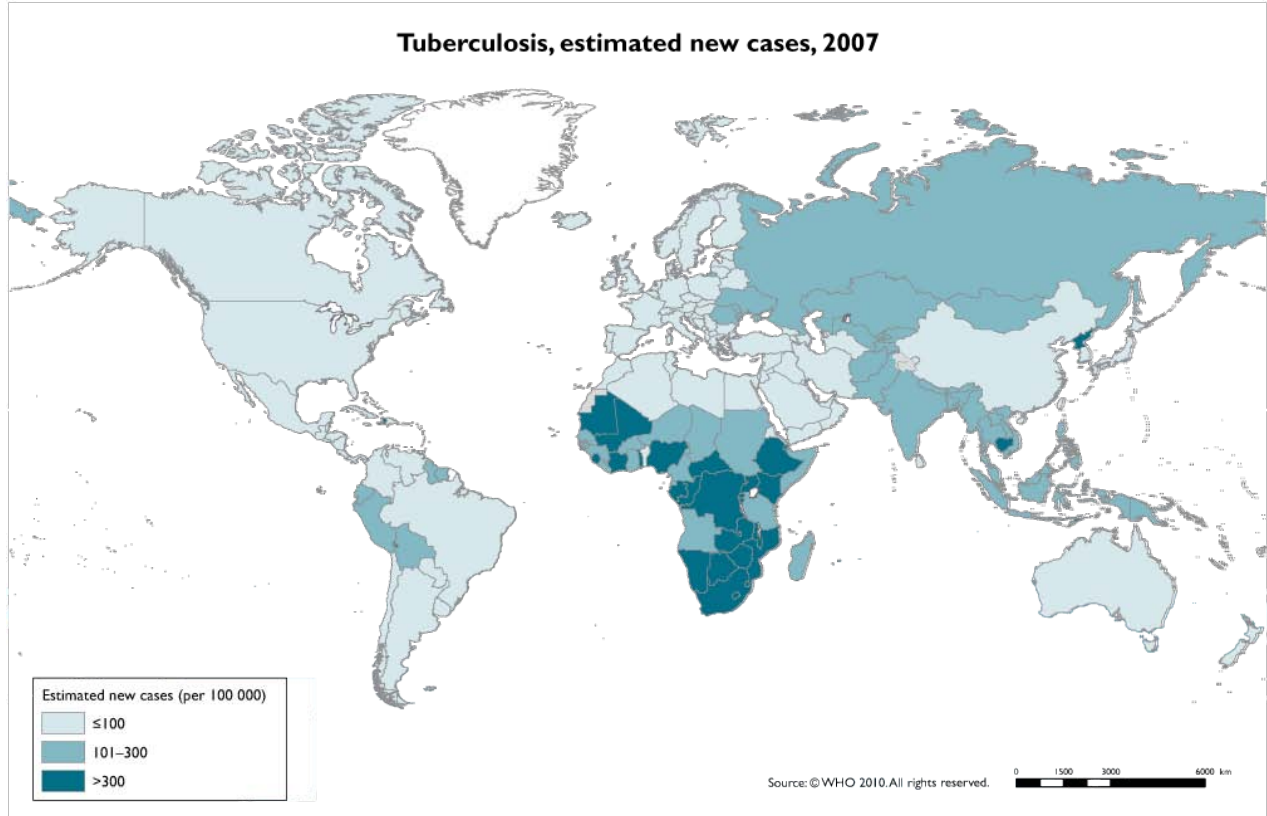 Tuberculosis, estimated new cases, 2007
Estimated new cases (per 100 000)
≤100
101–300
>300
Source: © WHO 2010. All rights reserved.
0 1500 3000 6000 km